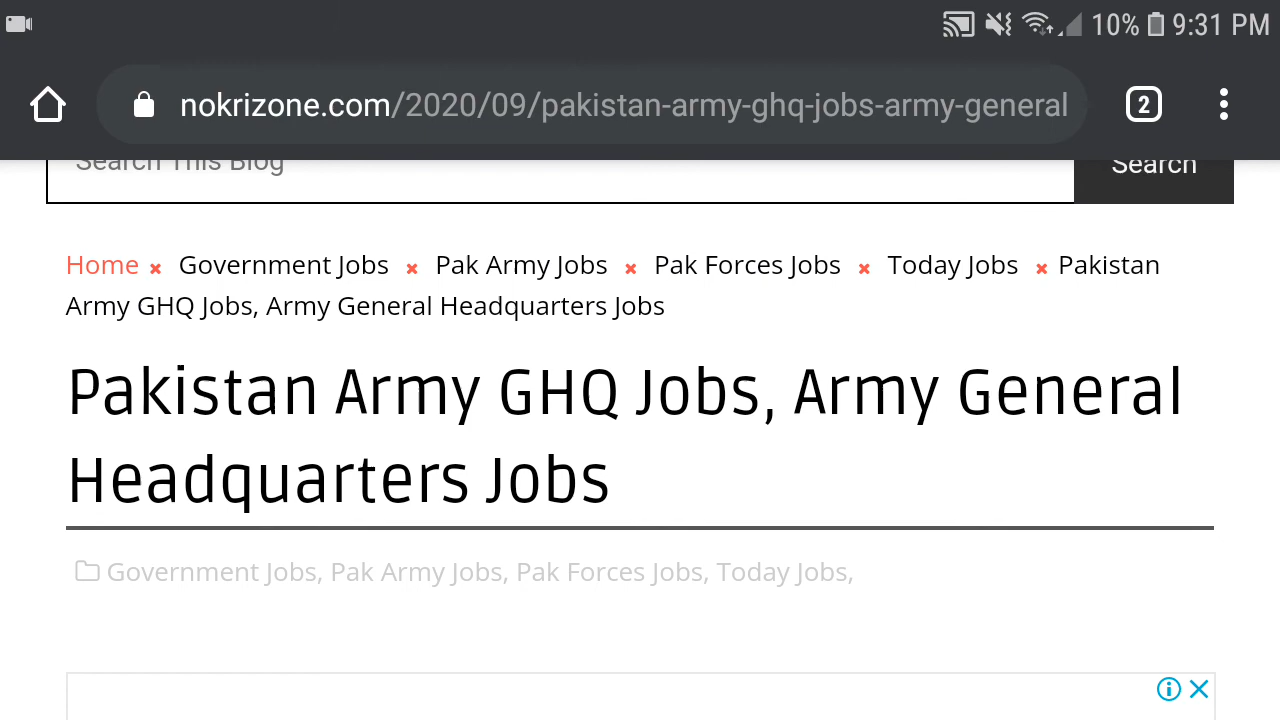 10% 9:31 PM
nokrizone.com/2020/09/pakistan-army-ghq-jobs-army-general
2
Search This Blog
Search
Home × Government Jobs × Pak Army Jobs × Pak Forces Jobs × Today Jobs × Pakistan
Army GHQ Jobs, Army General Headquarters Jobs
Pakistan Army GHQ Jobs, Army General
Headquarters Jobs
Government Jobs, Pak Army Jobs, Pak Forces Jobs, Today Jobs,